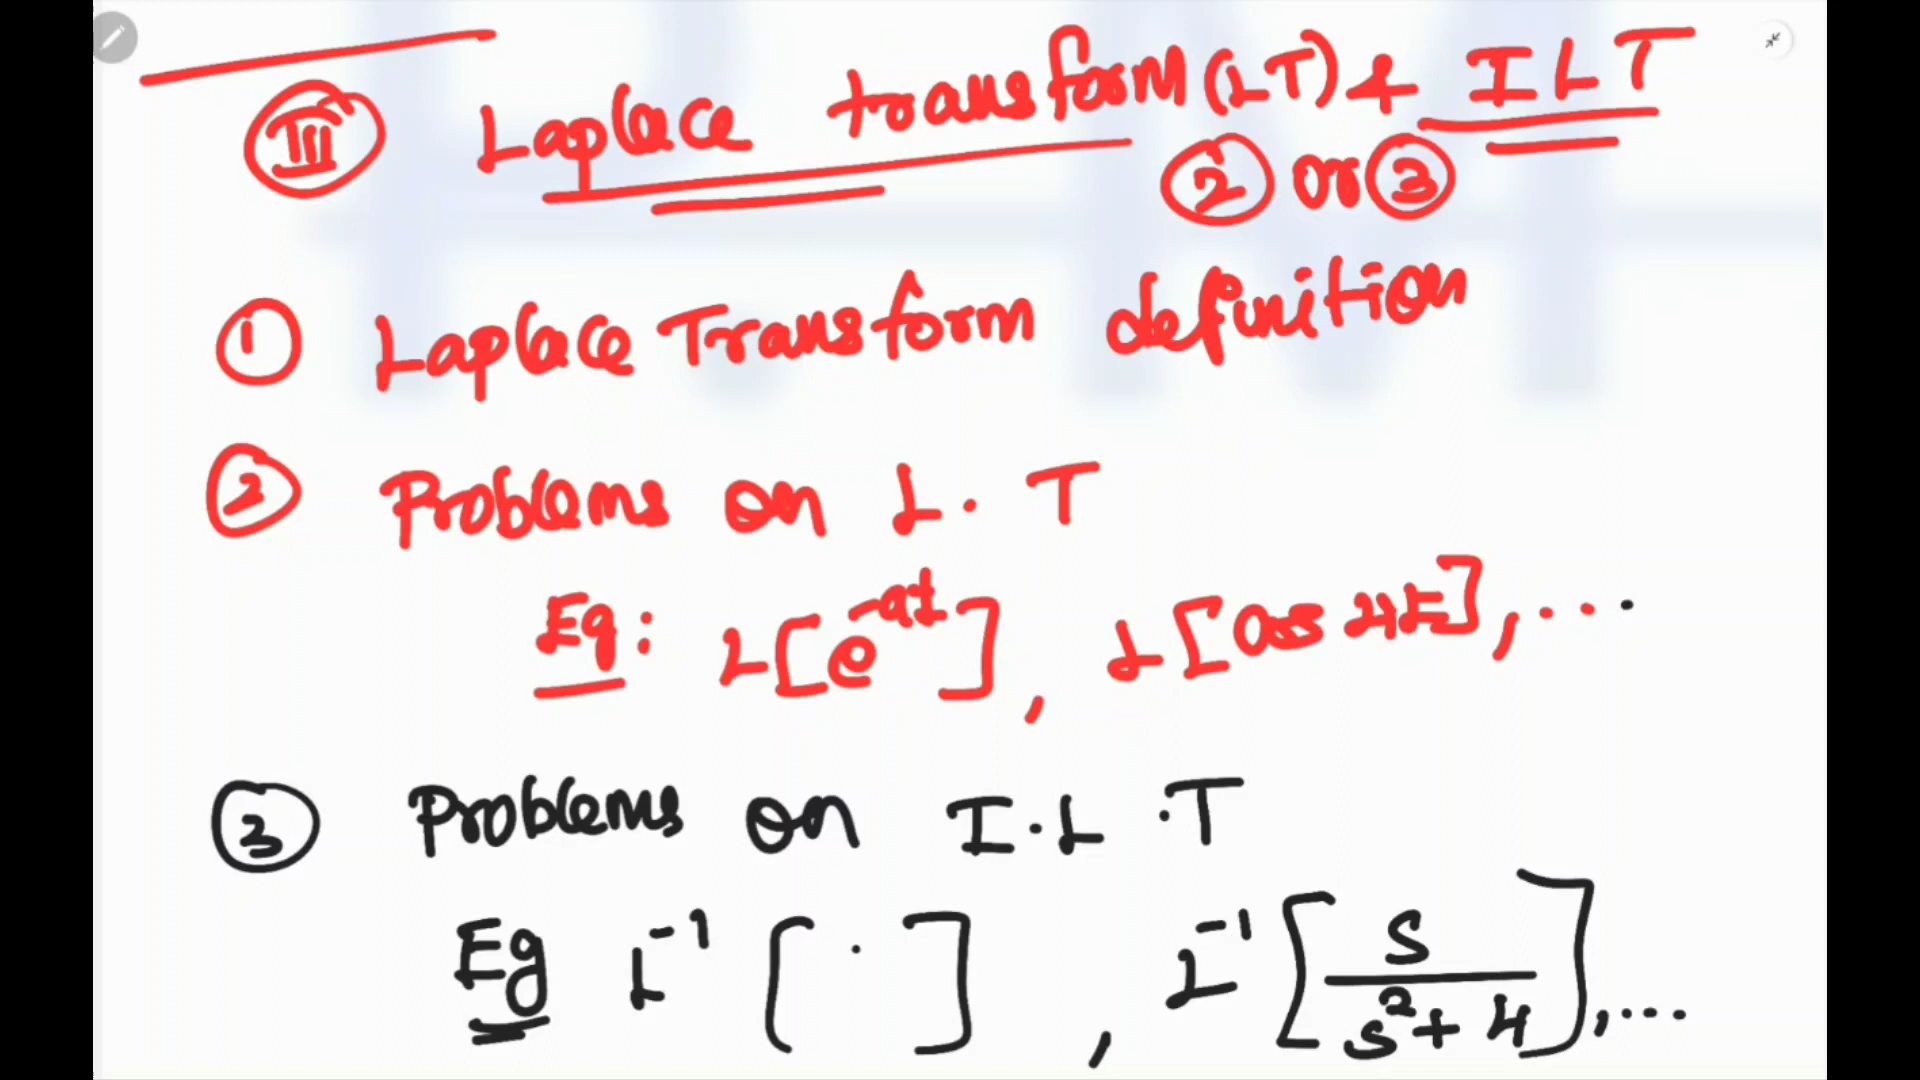 III Laplace transform (LT) & ILT
2 or 3
1 Laplace Transform definition
2 Problems on L.T
Eg: L[e^-at], L[cos 4t], ...
3 Problems on I.L.T
Eg L^-1 [ . ], L^-1 [s/(s^2+4)], ....